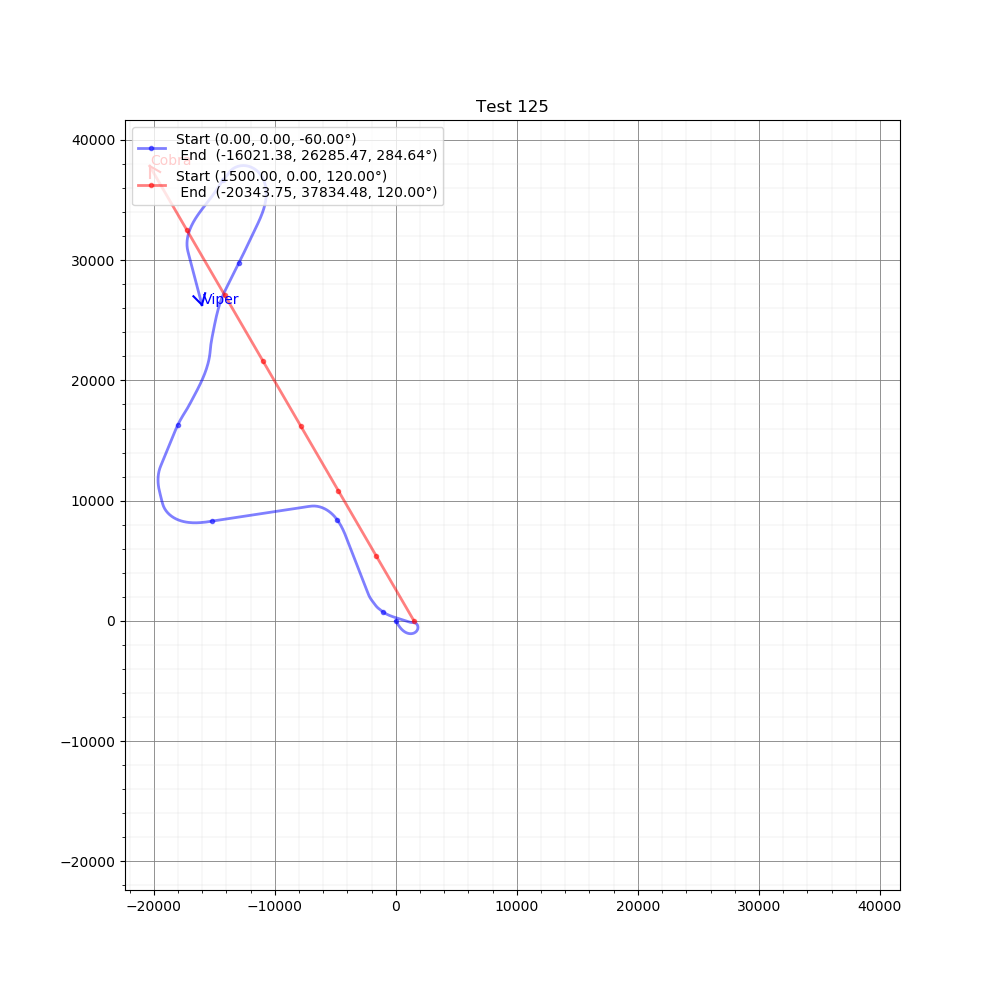 Test 125
Start (0.00, 0.00, -60.00°)
End  (-16021.38, 26285.47, 284.64°)
Start (1500.00, 0.00, 120.00°)
End  (-20343.75, 37834.48, 120.00°)
Cobra
Viper
40000
30000
20000
10000
0
−10000
−20000
−20000 −10000 0 10000 20000 30000 40000